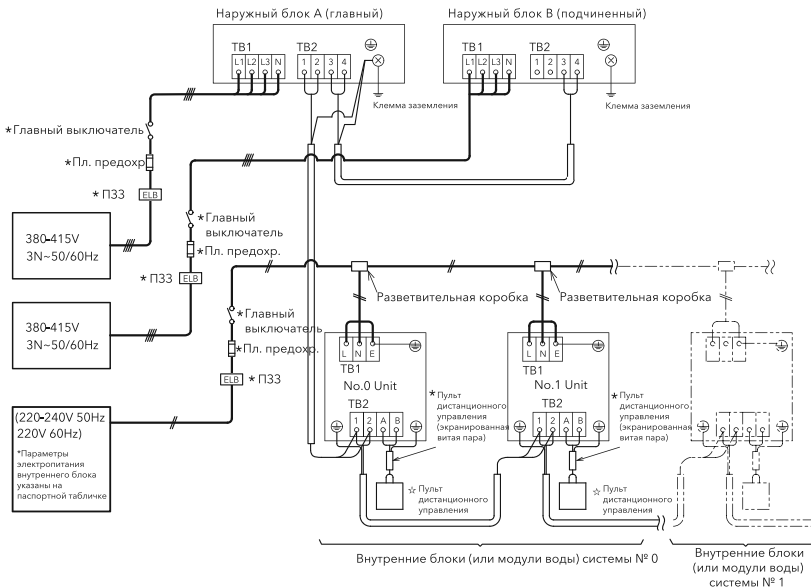 Наружный блок А (главный)
TB1
TB2
L1 L2 L3 N
1 2 3 4
Клемма заземления
Наружный блок В (подчиненный)
TB1
TB2
L1 L2 L3 N
1 2 3 4
Клемма заземления
*Главный выключатель
*Пл. предохр.
* ПЗЗ
ELB
380-415V
3N~50/60Hz
*Главный
выключатель
*Пл. предохр.
* ПЗЗ
ELB
380-415V
3N~50/60Hz
*Главный
выключатель
*Пл. предохр.
ELB
* ПЗЗ
(220-240V 50Hz
220V 60Hz)
*Параметры
электропитания
внутреннего блока
указаны на
паспортной табличке
Разветвительная коробка
Разветвительная коробка
L N E
TB1
No.0 Unit
TB2
1 2 A B
* Пульт
дистанционного
управления
(экранированная
витая пара)
☆ Пульт
дистанционного
управления
L N E
TB1
No.1 Unit
TB2
1 2 A B
* Пульт
дистанционного
управления
(экранированная
витая пара)
☆ Пульт
дистанционного
управления
Внутренние блоки (или модули воды) системы № 0
Внутренние блоки
(или модули воды)
системы № 1